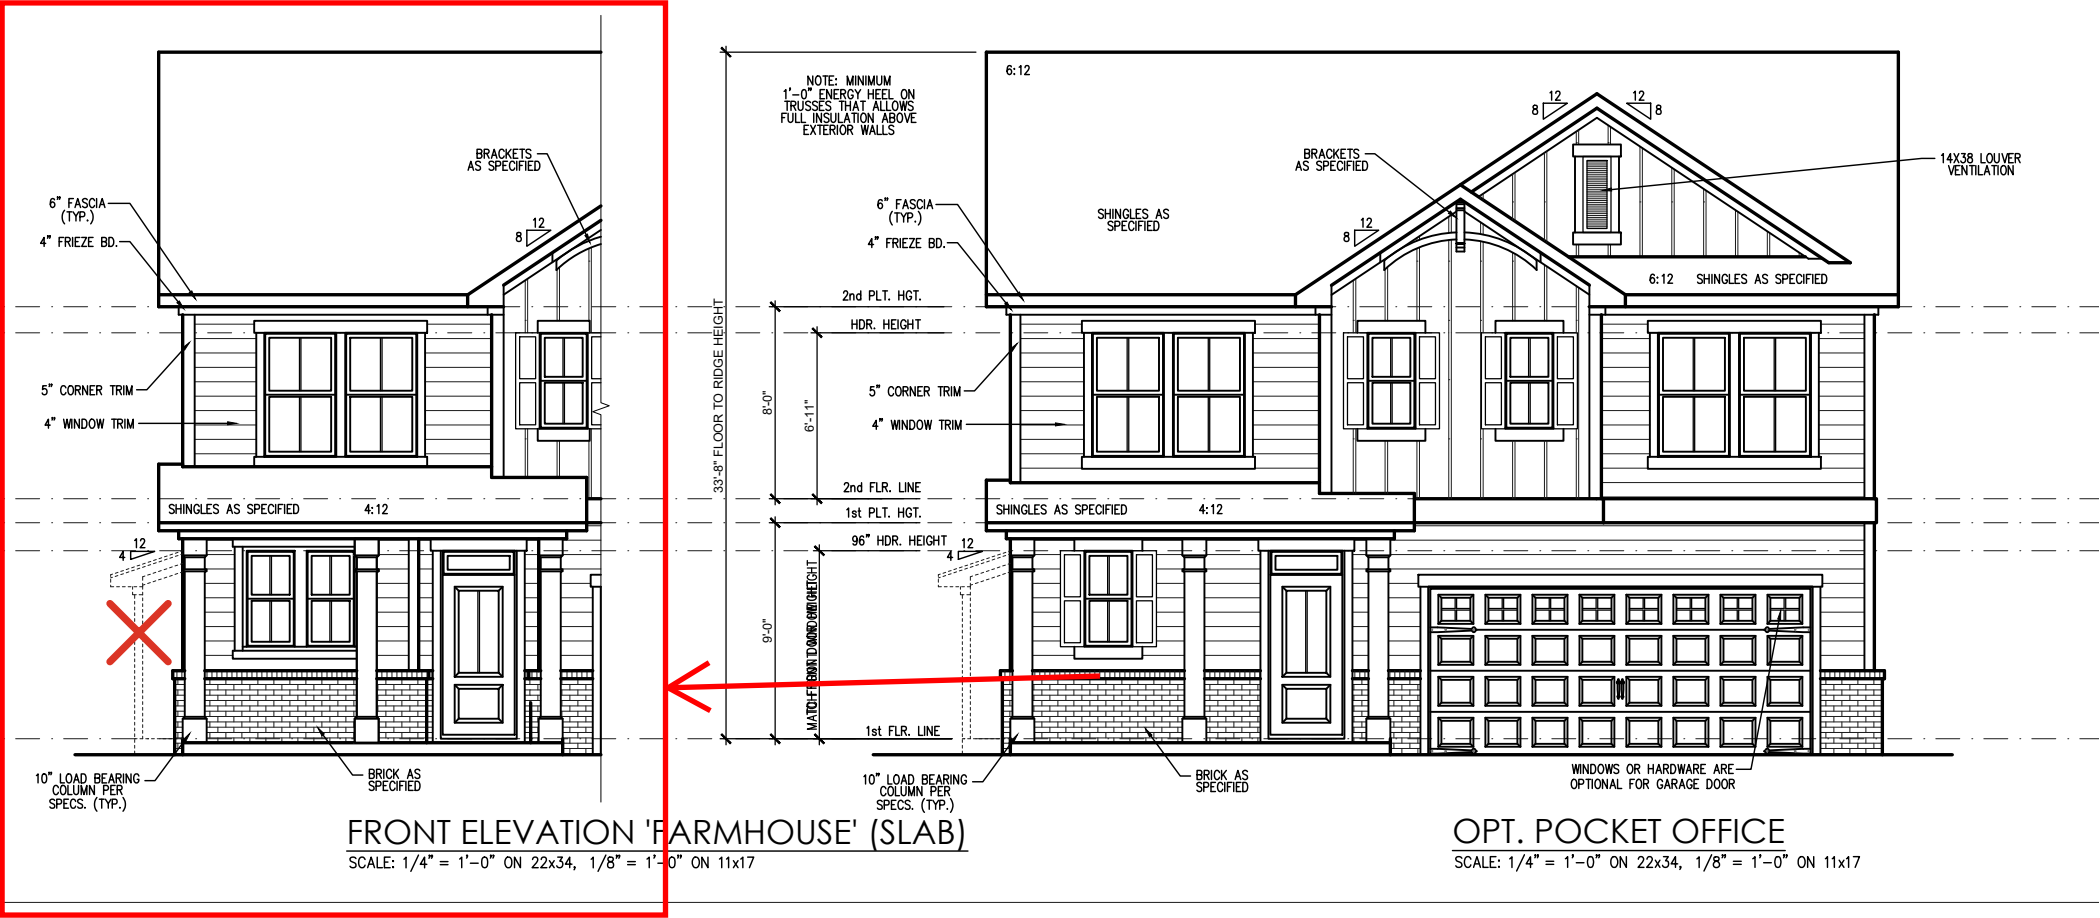 BRACKETS
AS SPECIFIED
6" FASCIA
(TYP.)
4" FRIEZE BD.
12
8
5" CORNER TRIM
4" WINDOW TRIM
SHINGLES AS SPECIFIED 4:12
12
4
10" LOAD BEARING
COLUMN PER
SPECS. (TYP.)
BRICK AS
SPECIFIED
FRONT ELEVATION 'FARMHOUSE' (SLAB)
SCALE: 1/4" = 1'-0" ON 22x34, 1/8" = 1'-0" ON 11x17
NOTE: MINIMUM
1'-0" ENERGY HEEL ON
TRUSSES THAT ALLOWS
FULL INSULATION ABOVE
EXTERIOR WALLS
33'-8" FLOOR TO RIDGE HEIGHT
2nd PLT. HGT.
HDR. HEIGHT
8'-0"
6'-11"
2nd FLR. LINE
1st PLT. HGT.
96" HDR. HEIGHT
9'-0"
1st FLR. LINE
6:12
12
8
12
8
BRACKETS
AS SPECIFIED
14X38 LOUVER
VENTILATION
6" FASCIA
(TYP.)
SHINGLES AS
SPECIFIED
4" FRIEZE BD.
12
8
6:12 SHINGLES AS SPECIFIED
5" CORNER TRIM
4" WINDOW TRIM
SHINGLES AS SPECIFIED 4:12
12
4
10" LOAD BEARING
COLUMN PER
SPECS. (TYP.)
BRICK AS
SPECIFIED
WINDOWS OR HARDWARE ARE
OPTIONAL FOR GARAGE DOOR
OPT. POCKET OFFICE
SCALE: 1/4" = 1'-0" ON 22x34, 1/8" = 1'-0" ON 11x17